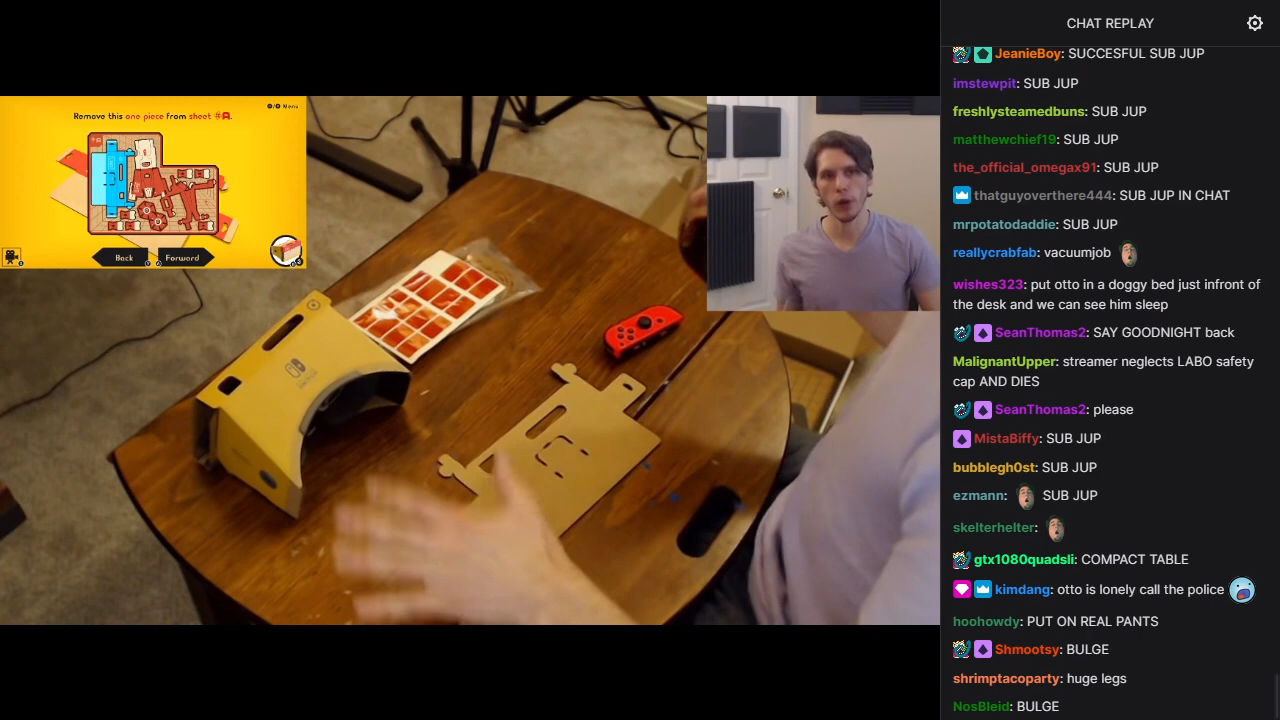 Remove this one piece from sheet #A.
Menu
Back
Forward
CHAT REPLAY
JeanieBoy: SUCCESFUL SUB JUP
imstewpit: SUB JUP
freshlysteamedbuns: SUB JUP
matthewchief19: SUB JUP
the_official_omegax91: SUB JUP
thatguyoverthere444: SUB JUP IN CHAT
mrpotatodaddie: SUB JUP
reallycrabfab: vacuumjob
wishes323: put otto in a doggy bed just infront of
the desk and we can see him sleep
SeanThomas2: SAY GOODNIGHT back
MalignantUpper: streamer neglects LABO safety
cap AND DIES
SeanThomas2: please
MistaBiffy: SUB JUP
bubblegh0st: SUB JUP
ezmann: SUB JUP
skelterhelter:
gtx1080quadsli: COMPACT TABLE
kimdang: otto is lonely call the police
hoohowdy: PUT ON REAL PANTS
Shmootsy: BULGE
shrimptacoparty: huge legs
NosBleid: BULGE